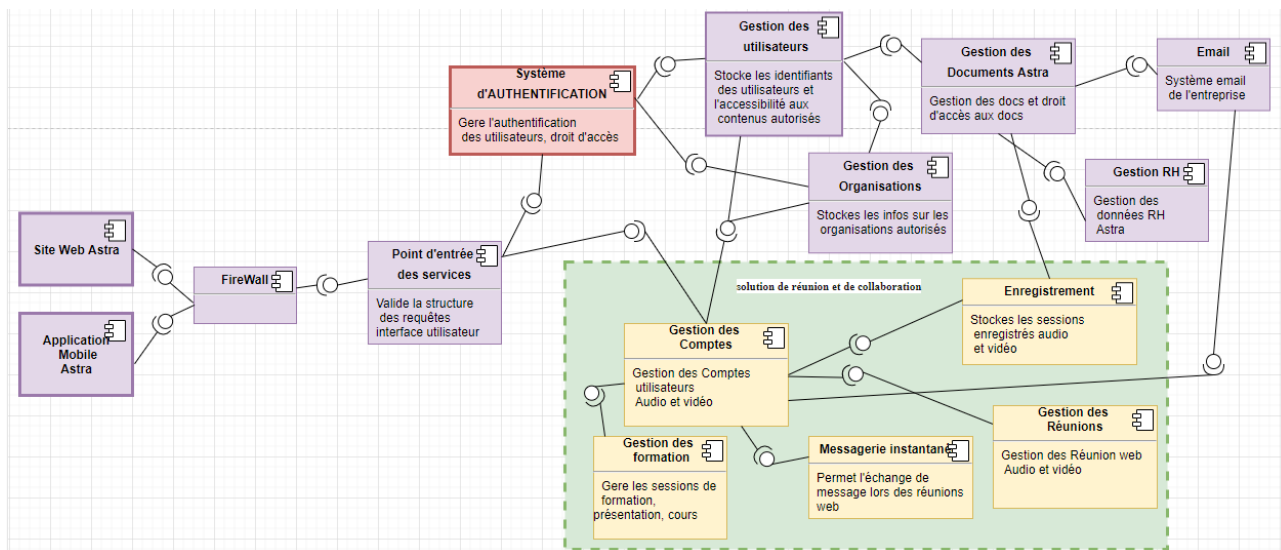 Gestion des
utilisateurs
Stocke les identifiants
des utilisateurs et
l'accessibilité aux
contenus autorisés
Gestion des
Documents Astra
Gestion des docs et droit
d'accès aux docs
Email
Système email
de l'entreprise
Système
d'AUTHENTIFICATION
Gere l'authentification
des utilisateurs, droit d'accès
Gestion des
Organisations
Stockes les infos sur les
organisations autorisés
Gestion RH
Gestion des
données RH
Astra
Site Web Astra
Application
Mobile
Astra
FireWall
Point d'entrée
des services
Valide la structure
des requêtes
interface utilisateur
solution de réunion et de collaboration
Enregistrement
Stockes les sessions
enregistrés audio
et vidéo
Gestion des
Comptes
Gestion des Comptes
utilisateurs
Audio et vidéo
Gestion des
Réunions
Gestion des Réunion web
Audio et vidéo
Gestion des
formation
Gere les sessions de
formation,
présentation, cours
Messagerie instantané
Permet l'échange de
message lors des réunions
web